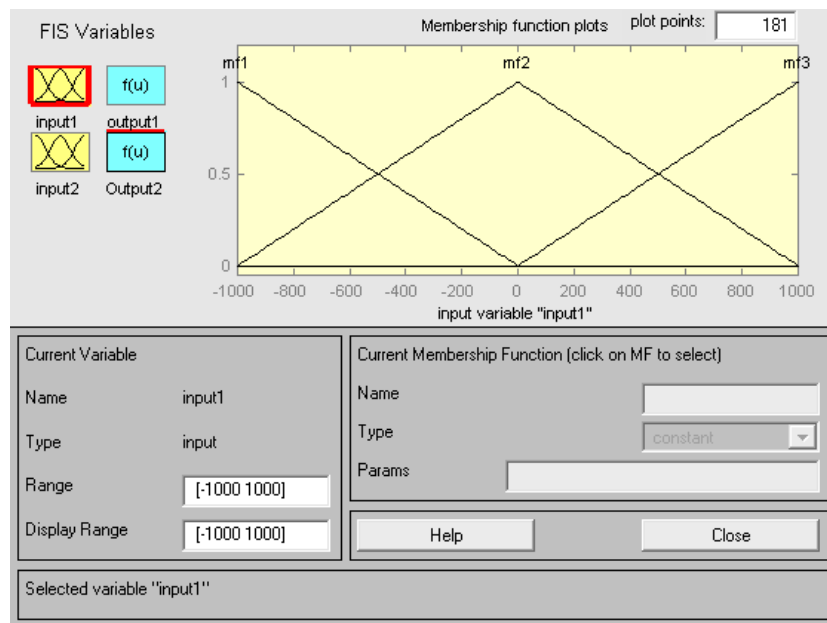 FIS Variables
Membership function plots
plot points:
181
f(u)
input1
output1
f(u)
input2
Output2
mf1
mf2
mf3
1
0.5
0
-1000 -800 -600 -400 -200 0 200 400 600 800 1000
input variable "input1"
Current Variable
Name input1
Type input
Range [-1000 1000]
Display Range [-1000 1000]
Current Membership Function (click on MF to select)
Name
Type constant
Params
Help
Close
Selected variable "input1"